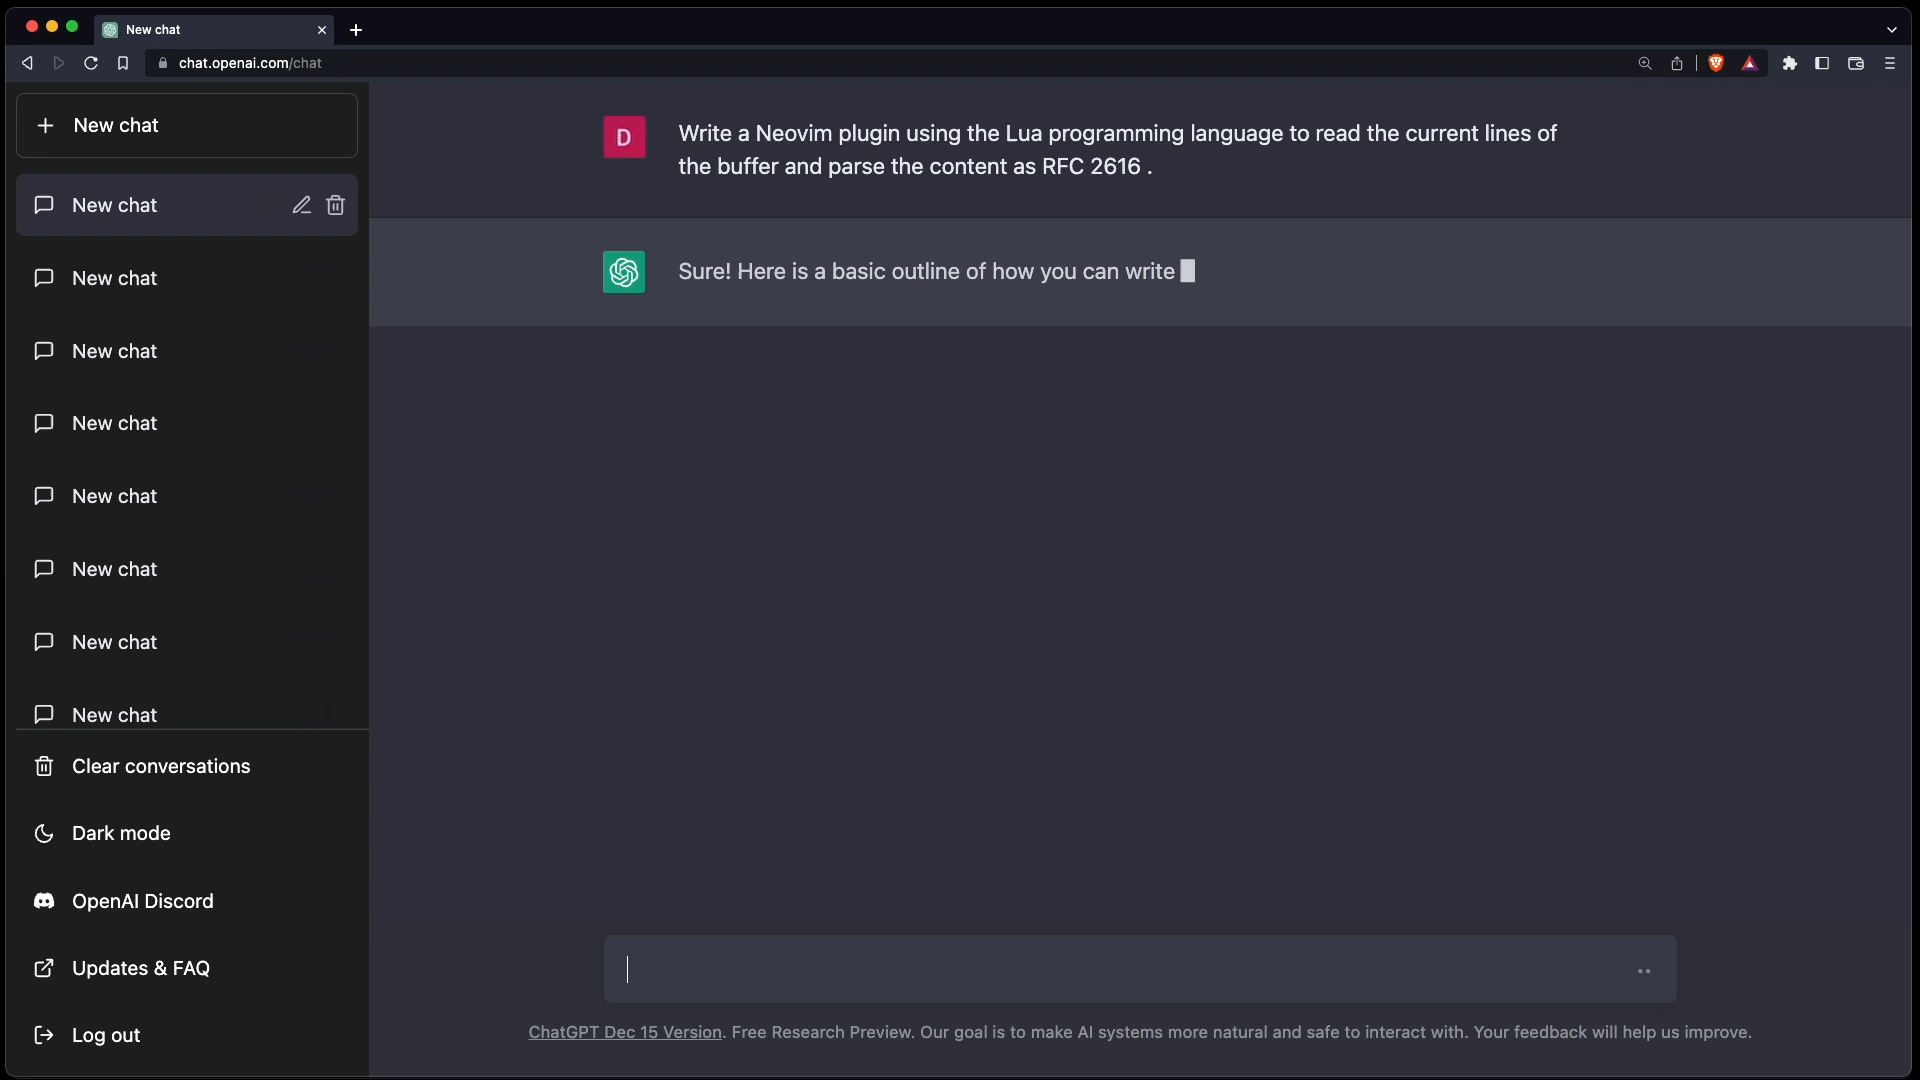 New chat
chat.openai.com/chat
New chat
New chat
New chat
New chat
New chat
New chat
New chat
New chat
New chat
Clear conversations
Dark mode
OpenAI Discord
Updates & FAQ
Log out
D
Write a Neovim plugin using the Lua programming language to read the current lines of
the buffer and parse the content as RFC 2616 .
Sure! Here is a basic outline of how you can write
ChatGPT Dec 15 Version. Free Research Preview. Our goal is to make AI systems more natural and safe to interact with. Your feedback will help us improve.